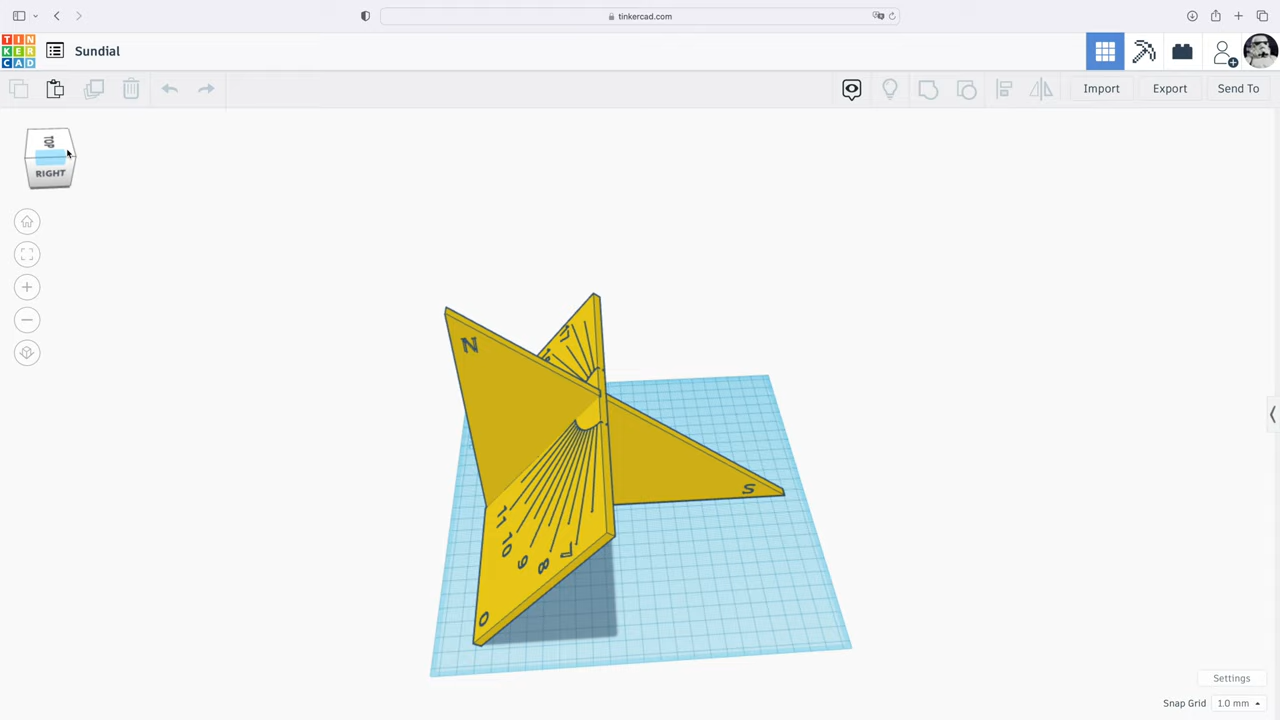 tinkercad.com
TIN
KER
CAD
Sundial
Import
Export
Send To
TOP
RIGHT
N
S
11
10
9
8
7
O
Settings
Snap Grid 1.0 mm